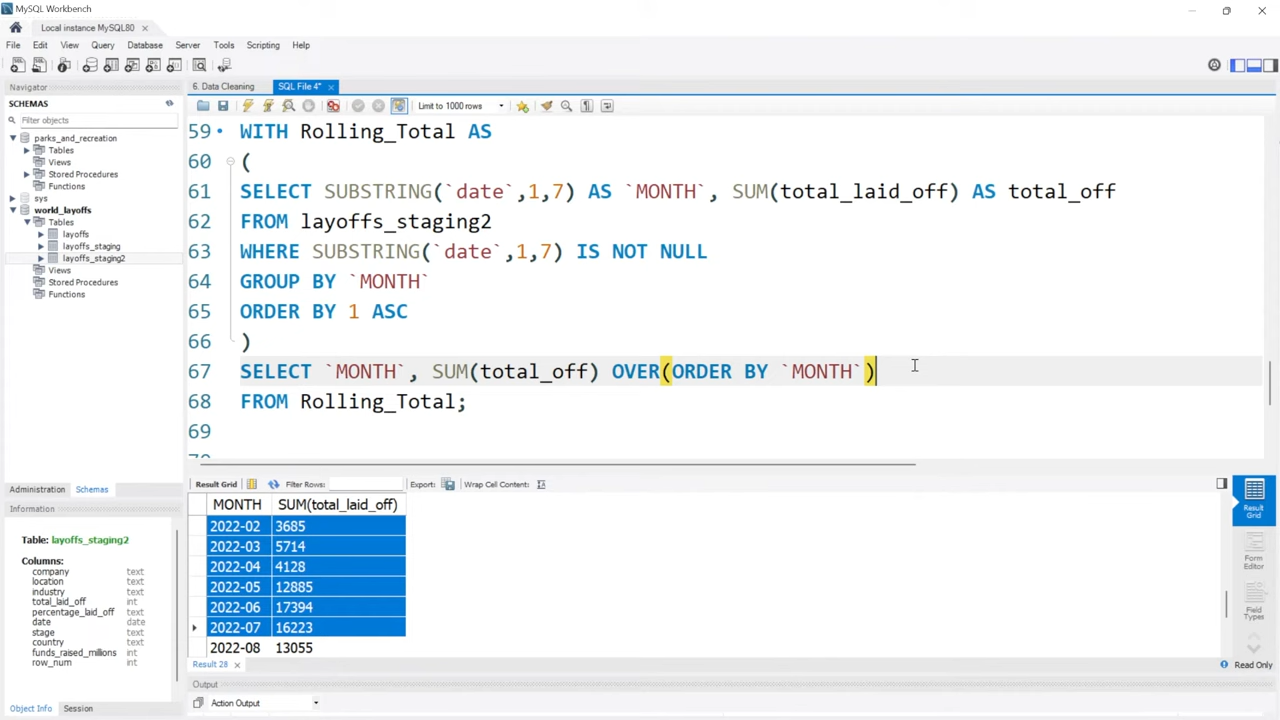 MySQL Workbench
Local instance MySQL80
File Edit View Query Database Server Tools Scripting Help
Navigator
SCHEMAS
Filter objects
parks_and_recreation
Tables
Views
Stored Procedures
Functions
sys
world_layoffs
Tables
layoffs
layoffs_staging
layoffs_staging2
Views
Stored Procedures
Functions
Administration Schemas
Information
Table: layoffs_staging2
Columns:
company text
location text
industry text
total_laid_off int
percentage_laid_off text
date date
stage text
country text
funds_raised_millions int
row_num int
Object Info Session
6. Data Cleaning SQL File 4*
Limit to 1000 rows
59 WITH Rolling_Total AS
60 (
61 SELECT SUBSTRING(`date`,1,7) AS `MONTH`, SUM(total_laid_off) AS total_off
62 FROM layoffs_staging2
63 WHERE SUBSTRING(`date`,1,7) IS NOT NULL
64 GROUP BY `MONTH`
65 ORDER BY 1 ASC
66 )
67 SELECT `MONTH`, SUM(total_off) OVER(ORDER BY `MONTH`)
68 FROM Rolling_Total;
69
Result Grid Filter Rows: Export: Wrap Cell Content:
MONTH SUM(total_laid_off)
2022-02 3685
2022-03 5714
2022-04 4128
2022-05 12885
2022-06 17394
2022-07 16223
2022-08 13055
Result Grid
Form Editor
Field Types
Result 28
Read Only
Output
Action Output